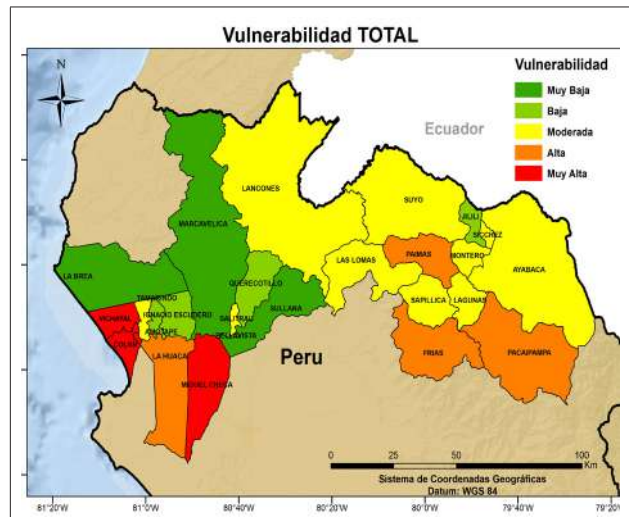 Vulnerabilidad TOTAL
N
Vulnerabilidad
Muy Baja
Baja
Moderada
Alta
Muy Alta
Ecuador
LANCONES
SUYO
JILILI
SICCHEZ
MARCAVELICA
PAIMAS
MONTERO
AYABACA
LAS LOMAS
LA BREA
QUERECOTILLO
SULLANA
SAPILLICA
LAGUNAS
TAMARINDO
IGNACIO ESCUDERO
VICHAYAL
SALITRAL
AMOTAPE
BELLAVISTA
COLAN
LA HUACA
Peru
FRIAS
PACAIPAMPA
MIGUEL CHECA
0 25 50 100
Km
Sistema de Coordenadas Geográficas
Datum: WGS 84
81°20'W 81°0'W 80°40'W 80°20'W 79°40'W 79°20'W